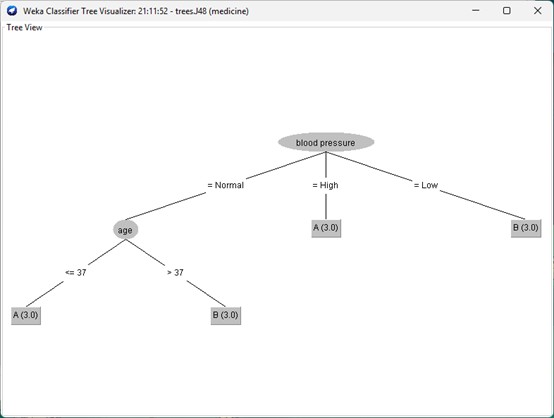 Weka Classifier Tree Visualizer: 21:11:52 - trees.J48 (medicine)
Tree View
blood pressure
= Normal
= High
= Low
age
A (3.0)
B (3.0)
<= 37
> 37
A (3.0)
B (3.0)